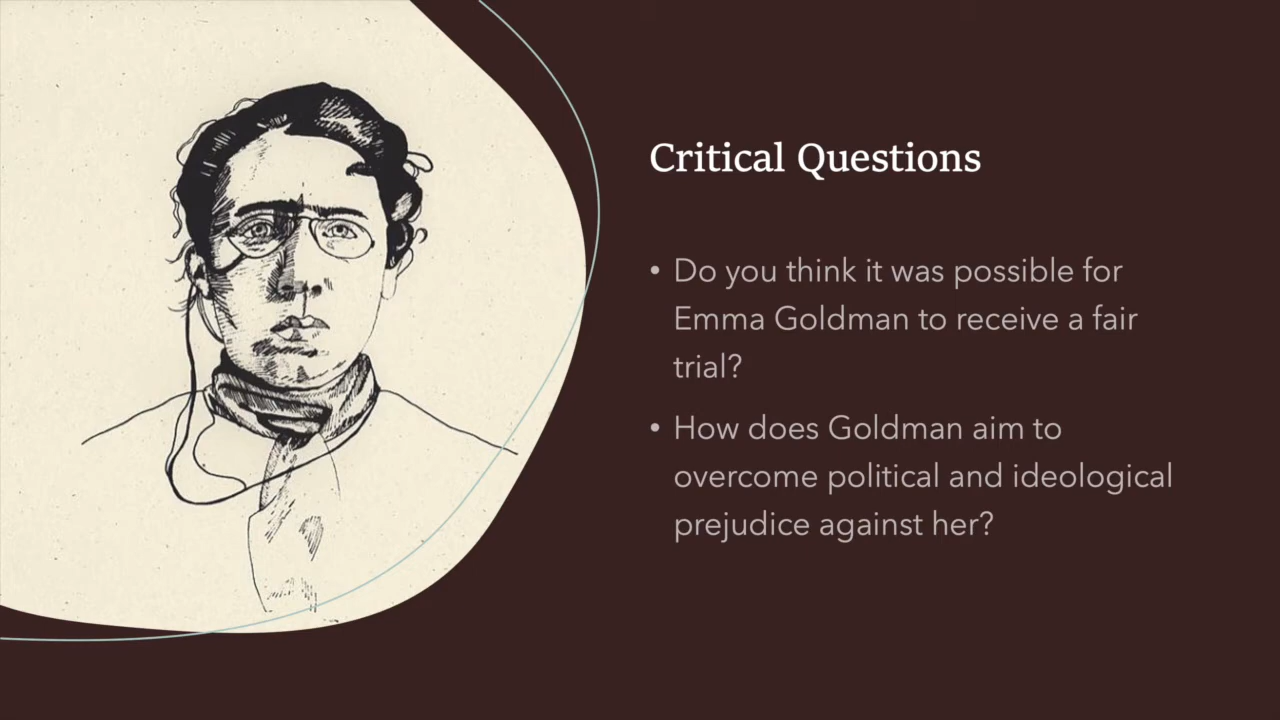 Critical Questions
• Do you think it was possible for
Emma Goldman to receive a fair
trial?
• How does Goldman aim to
overcome political and ideological
prejudice against her?